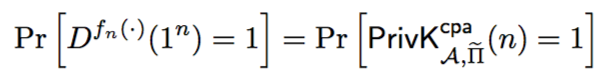 Pr[D^{f_n(·)}(1^n) = 1] = Pr[PrivK^{cpa}_{𝒜,Π̃}(n) = 1]